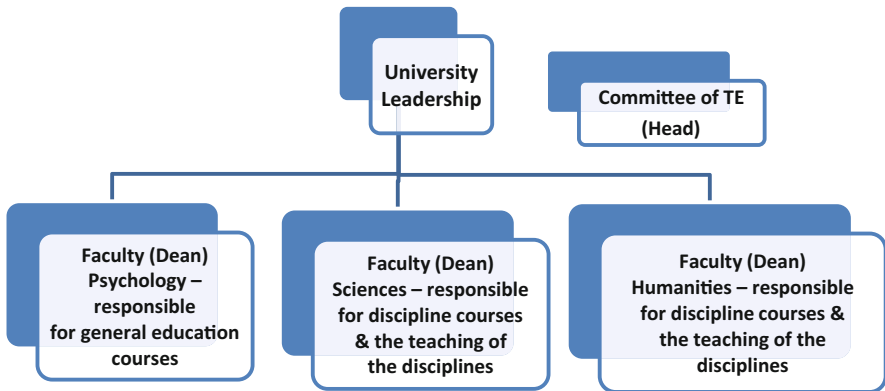 University
Leadership
Committee of TE
(Head)
Faculty (Dean)
Psychology –
responsible
for general education
courses
Faculty (Dean)
Sciences – responsible
for discipline courses
& the teaching of
the disciplines
Faculty (Dean)
Humanities – responsible
for discipline courses &
the teaching of the
disciplines